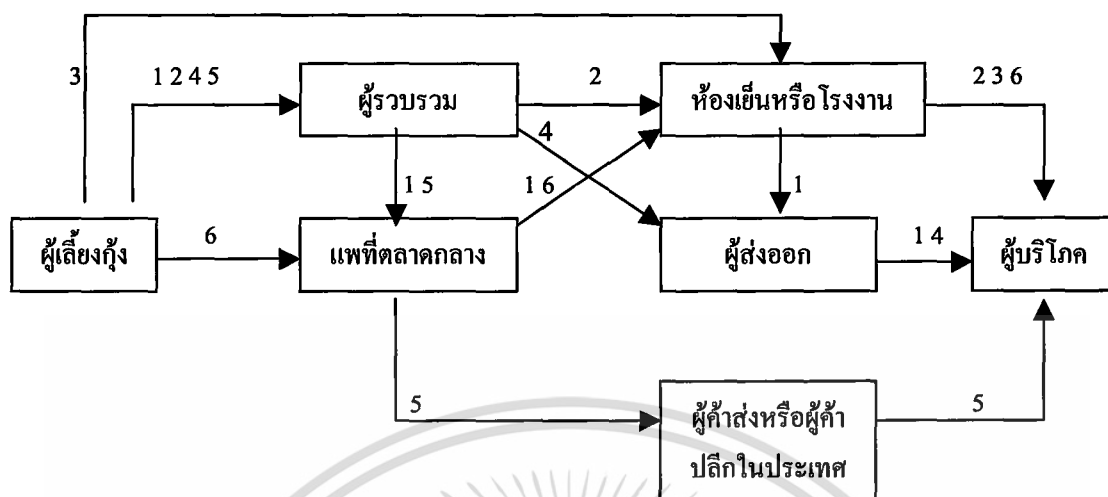 3
1 2 4 5
ผู้รวบรวม
2
ห้องเย็นหรือโรงงาน
2 3 6
4
1 5
1 6
1
ผู้เลี้ยงกุ้ง
6
แพที่ตลาดกลาง
ผู้ส่งออก
1 4
ผู้บริโภค
5
ผู้ค้าส่งหรือผู้ค้า
ปลีกในประเทศ
5